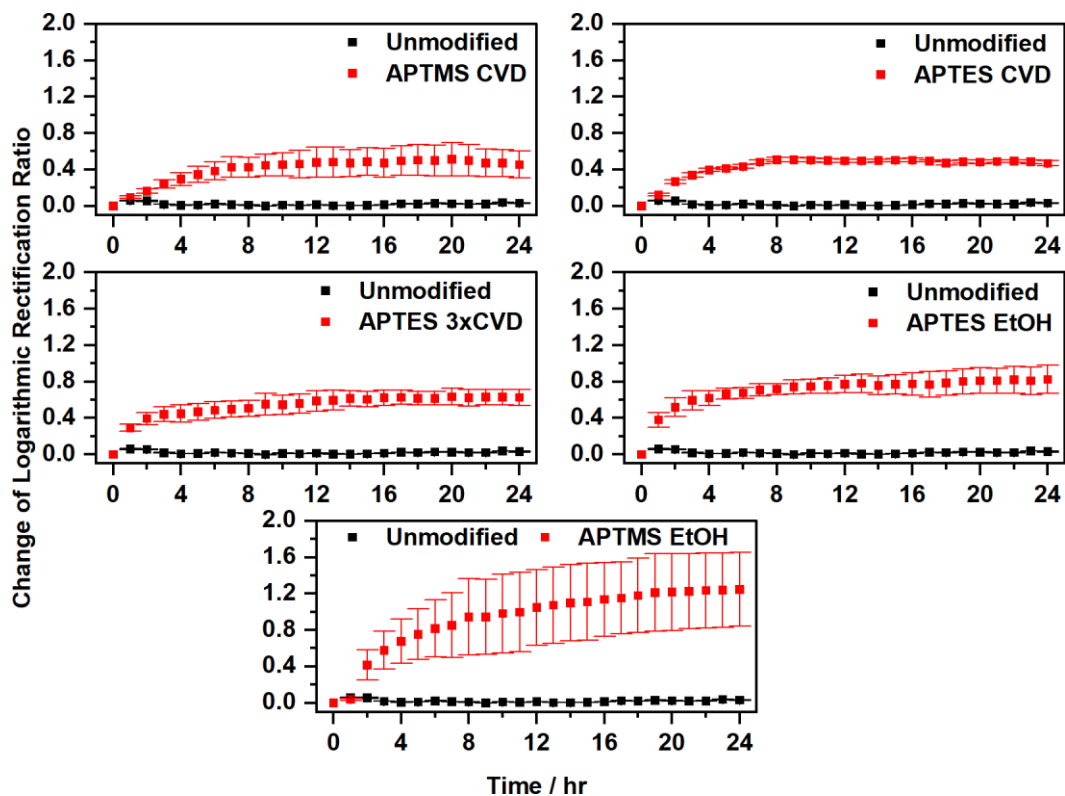 Change of Logarithmic Rectification Ratio
2.0
1.6
1.2
0.8
0.4
0.0
Unmodified
APTMS CVD
0 4 8 12 16 20 24
2.0
1.6
1.2
0.8
0.4
0.0
Unmodified
APTES CVD
0 4 8 12 16 20 24
2.0
1.6
1.2
0.8
0.4
0.0
Unmodified
APTES 3xCVD
0 4 8 12 16 20 24
2.0
1.6
1.2
0.8
0.4
0.0
Unmodified
APTES EtOH
0 4 8 12 16 20 24
2.0
1.6
1.2
0.8
0.4
0.0
Unmodified APTMS EtOH
0 4 8 12 16 20 24
Time / hr